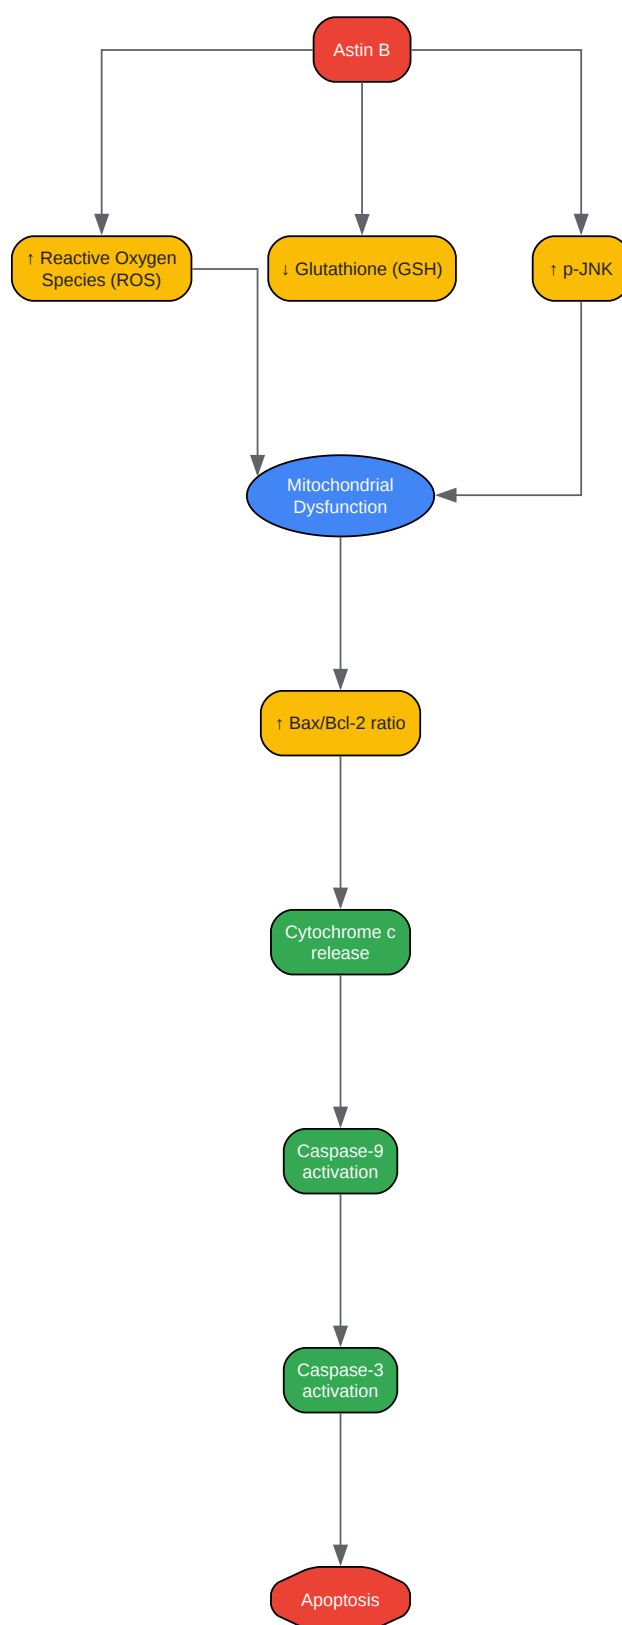 Astin B
↑ Reactive Oxygen
Species (ROS)
↓ Glutathione (GSH)
↑ p-JNK
Mitochondrial
Dysfunction
↑ Bax/Bcl-2 ratio
Cytochrome c
release
Caspase-9
activation
Caspase-3
activation
Apoptosis